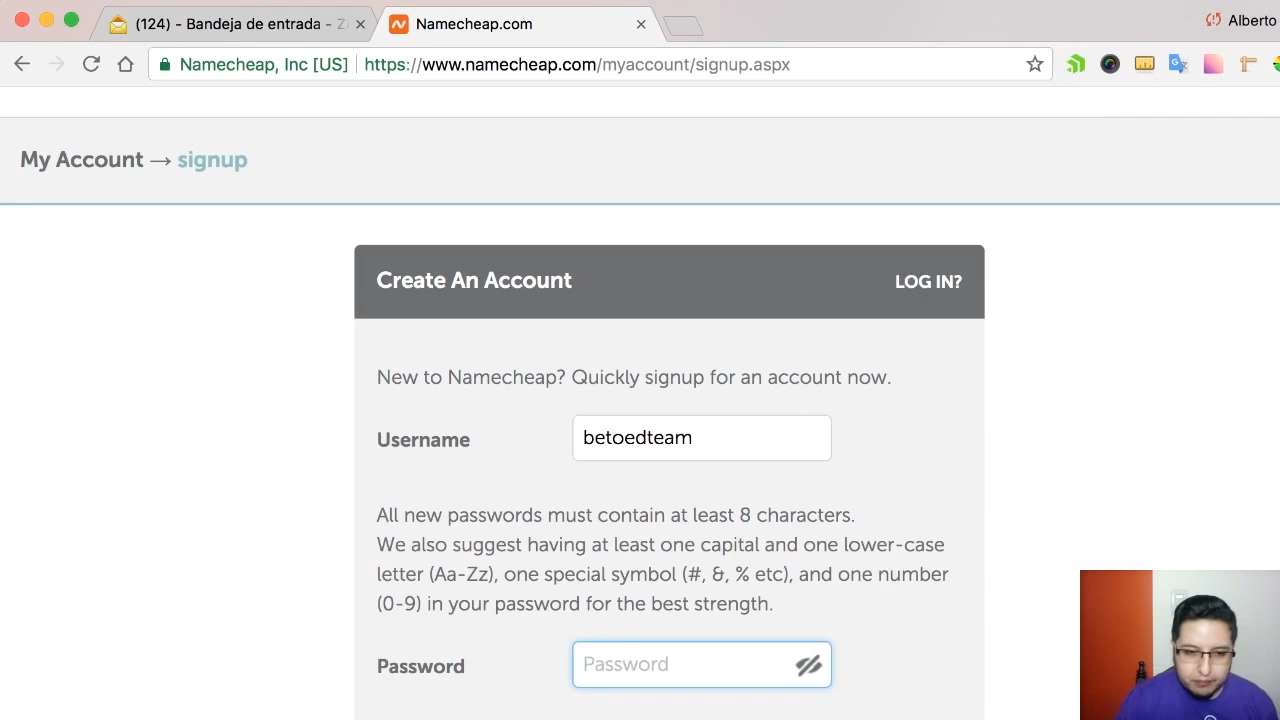 (124) - Bandeja de entrada - Z
Namecheap.com
Alberto
Namecheap, Inc [US] | https://www.namecheap.com/myaccount/signup.aspx
My Account → signup
Create An Account
LOG IN?
New to Namecheap? Quickly signup for an account now.
Username
betoedteam
All new passwords must contain at least 8 characters.
We also suggest having at least one capital and one lower-case
letter (Aa-Zz), one special symbol (#, &, % etc), and one number
(0-9) in your password for the best strength.
Password
Password